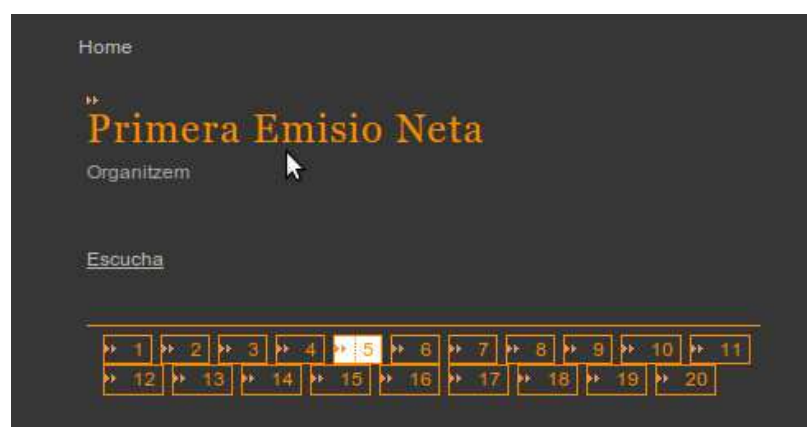 Home
Primera Emisio Neta
Organitzem
Escucha
1 2 3 4 5 6 7 8 9 10 11
12 13 14 15 16 17 18 19 20